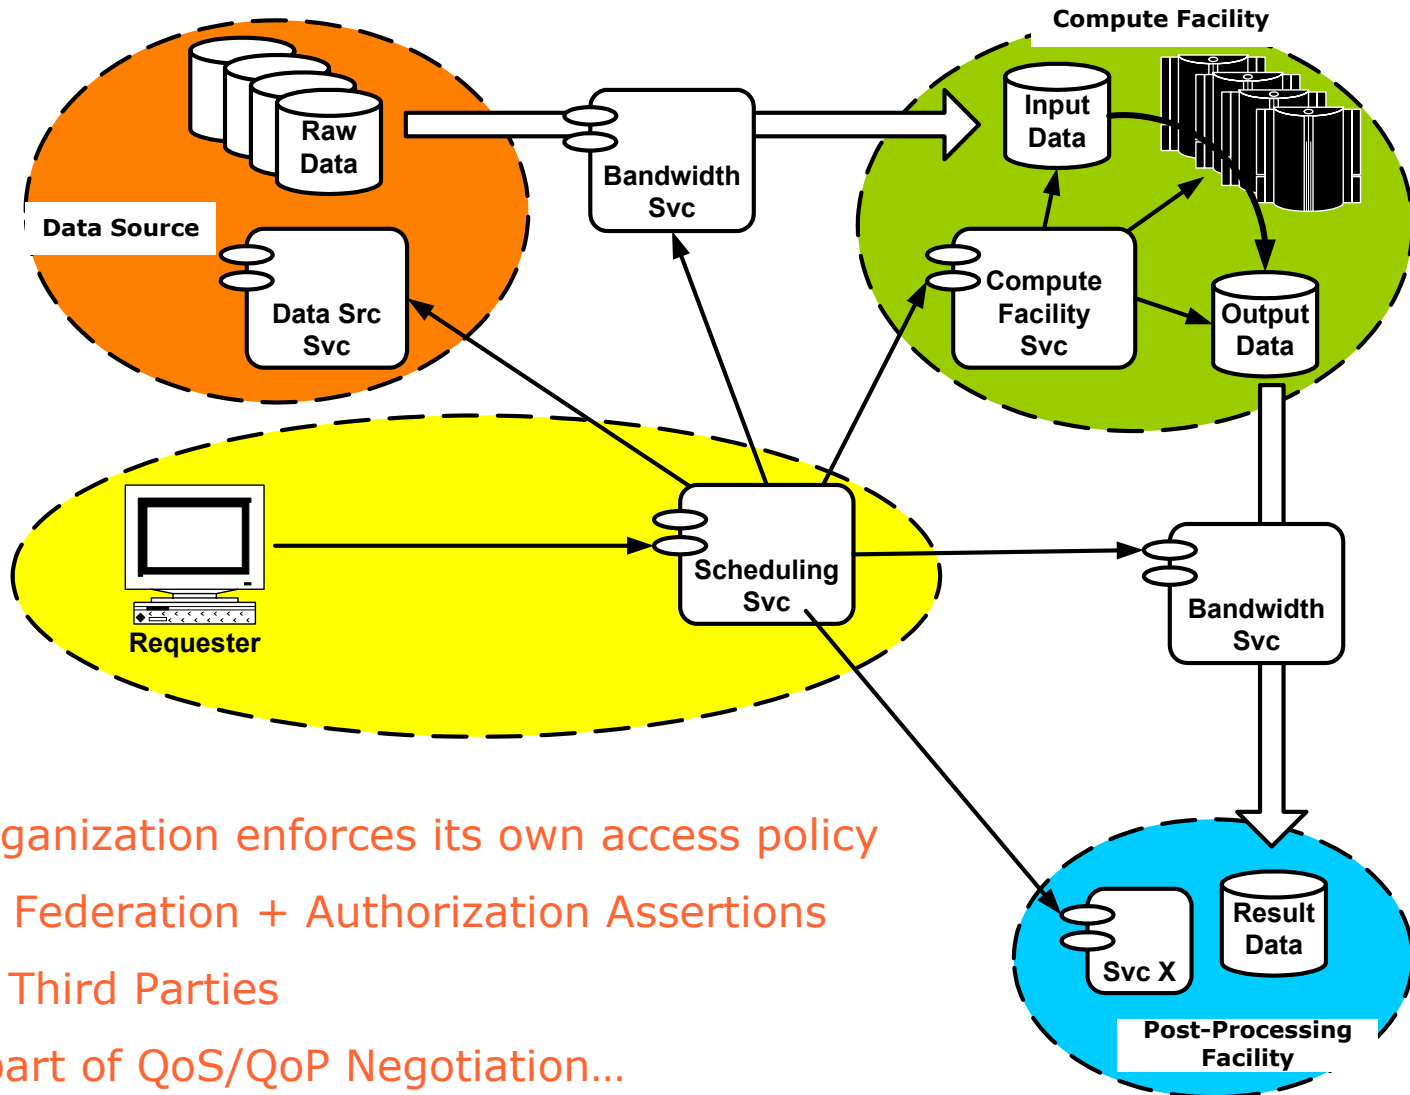 Compute Facility
Raw
Data
Bandwidth
Svc
Input
Data
Data Source
Data Src
Svc
Compute
Facility
Svc
Output
Data
Requester
Scheduling
Svc
Bandwidth
Svc
ganization enforces its own access policy
Federation + Authorization Assertions
Third Parties
part of QoS/QoP Negotiation…
Result
Data
Svc X
Post-Processing
Facility